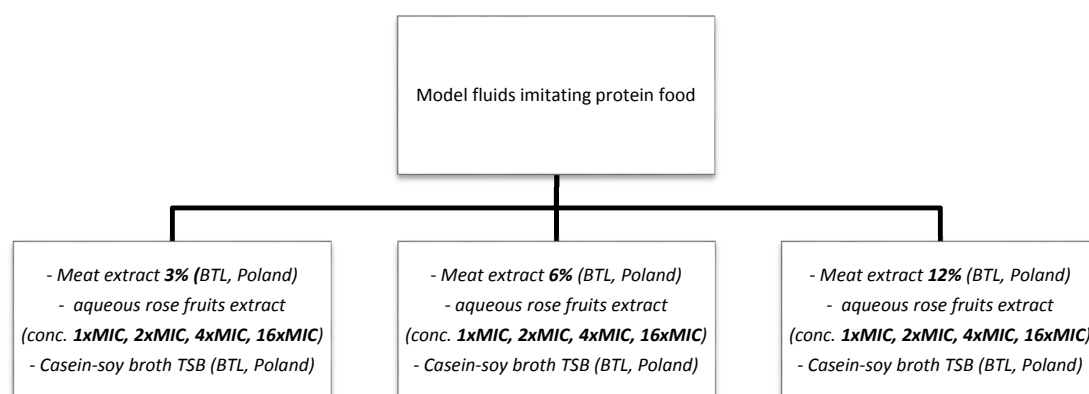 Model fluids imitating protein food
- Meat extract 3% (BTL, Poland)
- aqueous rose fruits extract
(conc. 1xMIC, 2xMIC, 4xMIC, 16xMIC)
- Casein-soy broth TSB (BTL, Poland)
- Meat extract 6% (BTL, Poland)
- aqueous rose fruits extract
(conc. 1xMIC, 2xMIC, 4xMIC, 16xMIC)
- Casein-soy broth TSB (BTL, Poland)
- Meat extract 12% (BTL, Poland)
- aqueous rose fruits extract
(conc. 1xMIC, 2xMIC, 4xMIC, 16xMIC)
- Casein-soy broth TSB (BTL, Poland)